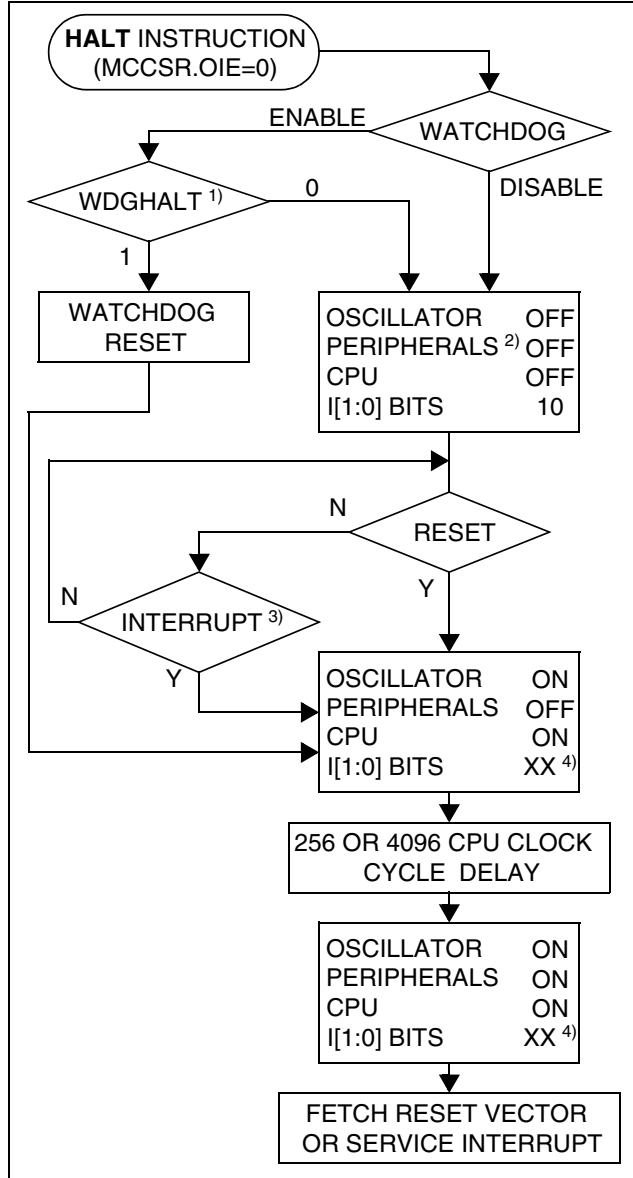 HALT INSTRUCTION
(MCCSR.OIE=0)
ENABLE
WATCHDOG
WDGHALT 1)
0
DISABLE
1
WATCHDOG
RESET
OSCILLATOR OFF
PERIPHERALS 2) OFF
CPU OFF
I[1:0] BITS 10
N
RESET
N
INTERRUPT 3)
Y
Y
OSCILLATOR ON
PERIPHERALS OFF
CPU ON
I[1:0] BITS XX 4)
256 OR 4096 CPU CLOCK
CYCLE DELAY
OSCILLATOR ON
PERIPHERALS ON
CPU ON
I[1:0] BITS XX 4)
FETCH RESET VECTOR
OR SERVICE INTERRUPT